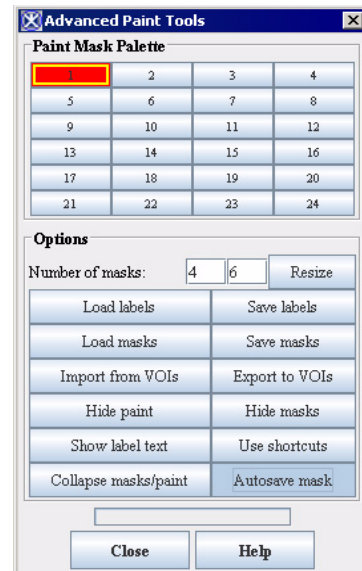 Advanced Paint Tools
Paint Mask Palette
1 2 3 4
5 6 7 8
9 10 11 12
13 14 15 16
17 18 19 20
21 22 23 24
Options
Number of masks: 4 6 Resize
Load labels Save labels
Load masks Save masks
Import from VOIs Export to VOIs
Hide paint Hide masks
Show label text Use shortcuts
Collapse masks/paint Autosave mask
Close Help